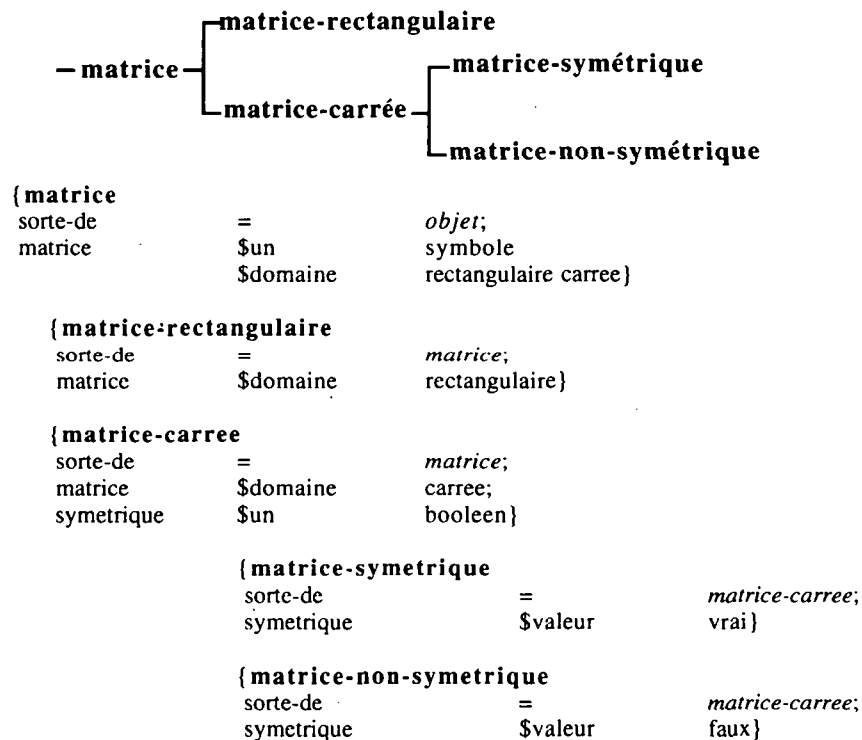 matrice-rectangulaire
matrice
matrice-symétrique
matrice-carrée
matrice-non-symétrique
{matrice
sorte-de = objet;
matrice $un symbole
$domaine rectangulaire carree}
{matrice-rectangulaire
sorte-de = matrice;
matrice $domaine rectangulaire}
{matrice-carree
sorte-de = matrice;
matrice $domaine carree;
symetrique $un booleen}
{matrice-symetrique
sorte-de = matrice-carree;
symetrique $valeur vrai}
{matrice-non-symetrique
sorte-de = matrice-carree;
symetrique $valeur faux}